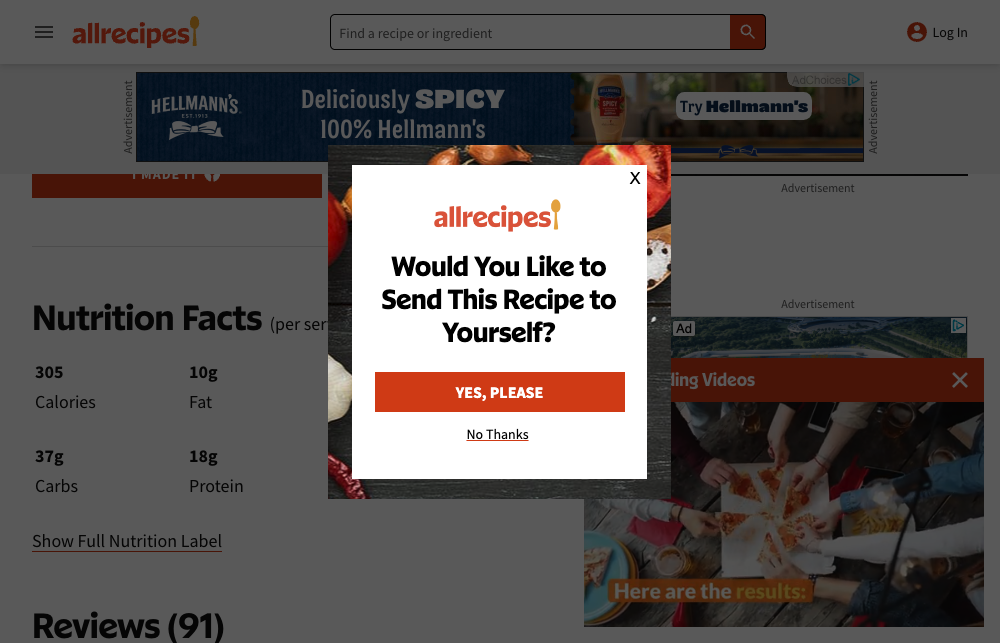 allrecipes
Find a recipe or ingredient
Log In
Advertisement
HELLMANN'S
EST. 1913
Deliciously SPICY
100% Hellmann's
HELLMANN'S
SPICY
AdChoices
Try Hellmann's
Advertisement
I MADE IT
Advertisement
X
allrecipes
Would You Like to
Send This Recipe to
Yourself?
YES, PLEASE
No Thanks
Nutrition Facts (per ser
305
10g
Calories
Fat
37g
18g
Carbs
Protein
Show Full Nutrition Label
Reviews (91)
Advertisement
Ad
ding Videos
Here are the results: